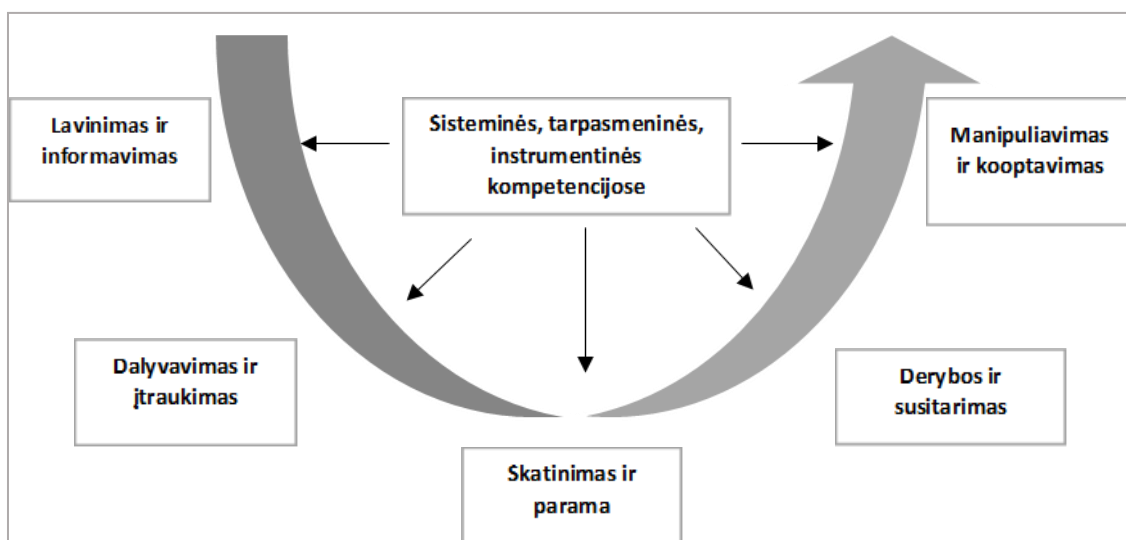 Lavinimas ir
informavimas
Sisteminės, tarpasmeninės,
instrumentinės
kompetencijose
Manipuliavimas
ir kooptavimas
Dalyvavimas ir
įtraukimas
Derybos ir
susitarimas
Skatinimas ir
parama